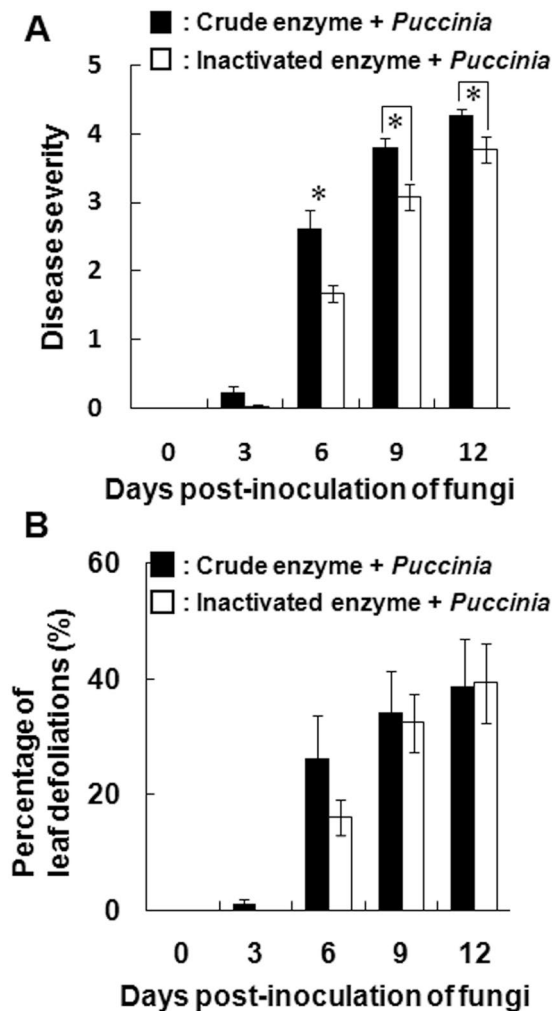 A
■ : Crude enzyme + Puccinia
□ : Inactivated enzyme + Puccinia
5
4
3
2
1
0
Disease severity
*
*
*
0 3 6 9 12
Days post-inoculation of fungi
B
■ : Crude enzyme + Puccinia
□ : Inactivated enzyme + Puccinia
60
40
20
0
Percentage of
leaf defoliations (%)
0 3 6 9 12
Days post-inoculation of fungi